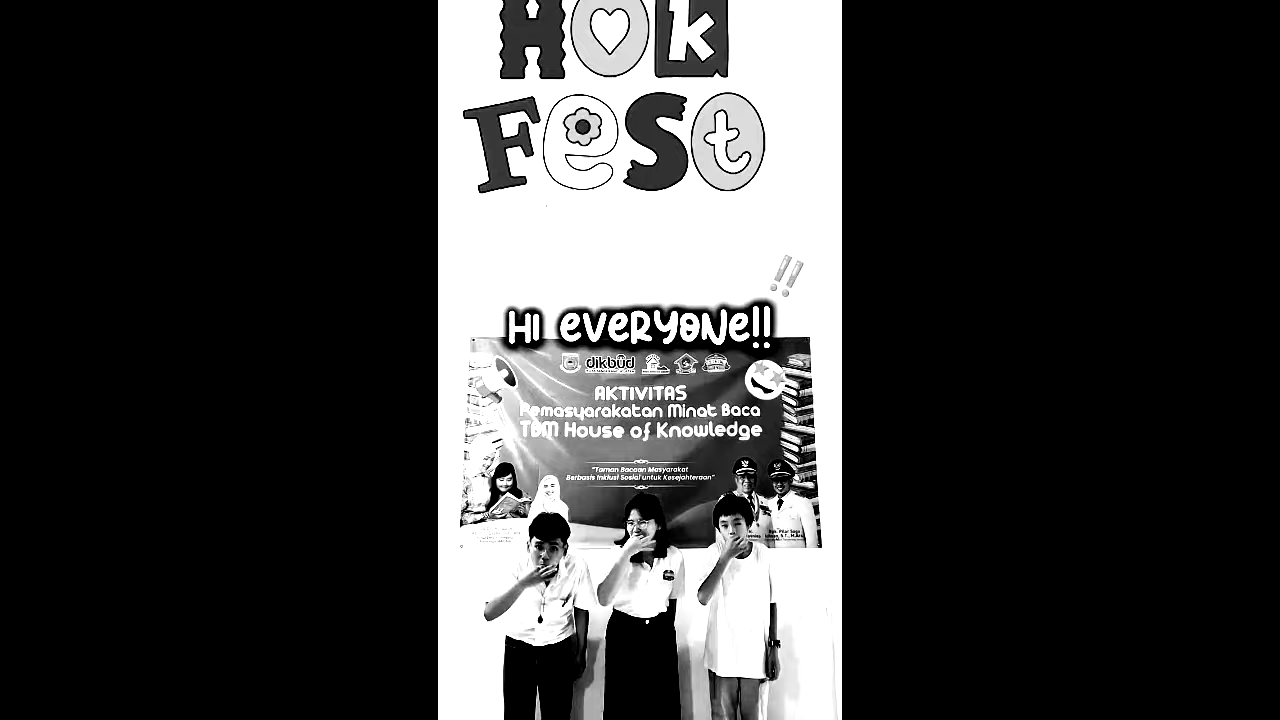 HOK
Fest
!!
HI EVERYONE!!
dikbud
AKTIVITAS
Pemasyarakatan Minat Baca
TBM House of Knowledge
"Taman Bacaan Masyarakat
Berbasis Inklusi Sosial untuk Kesejahteraan"